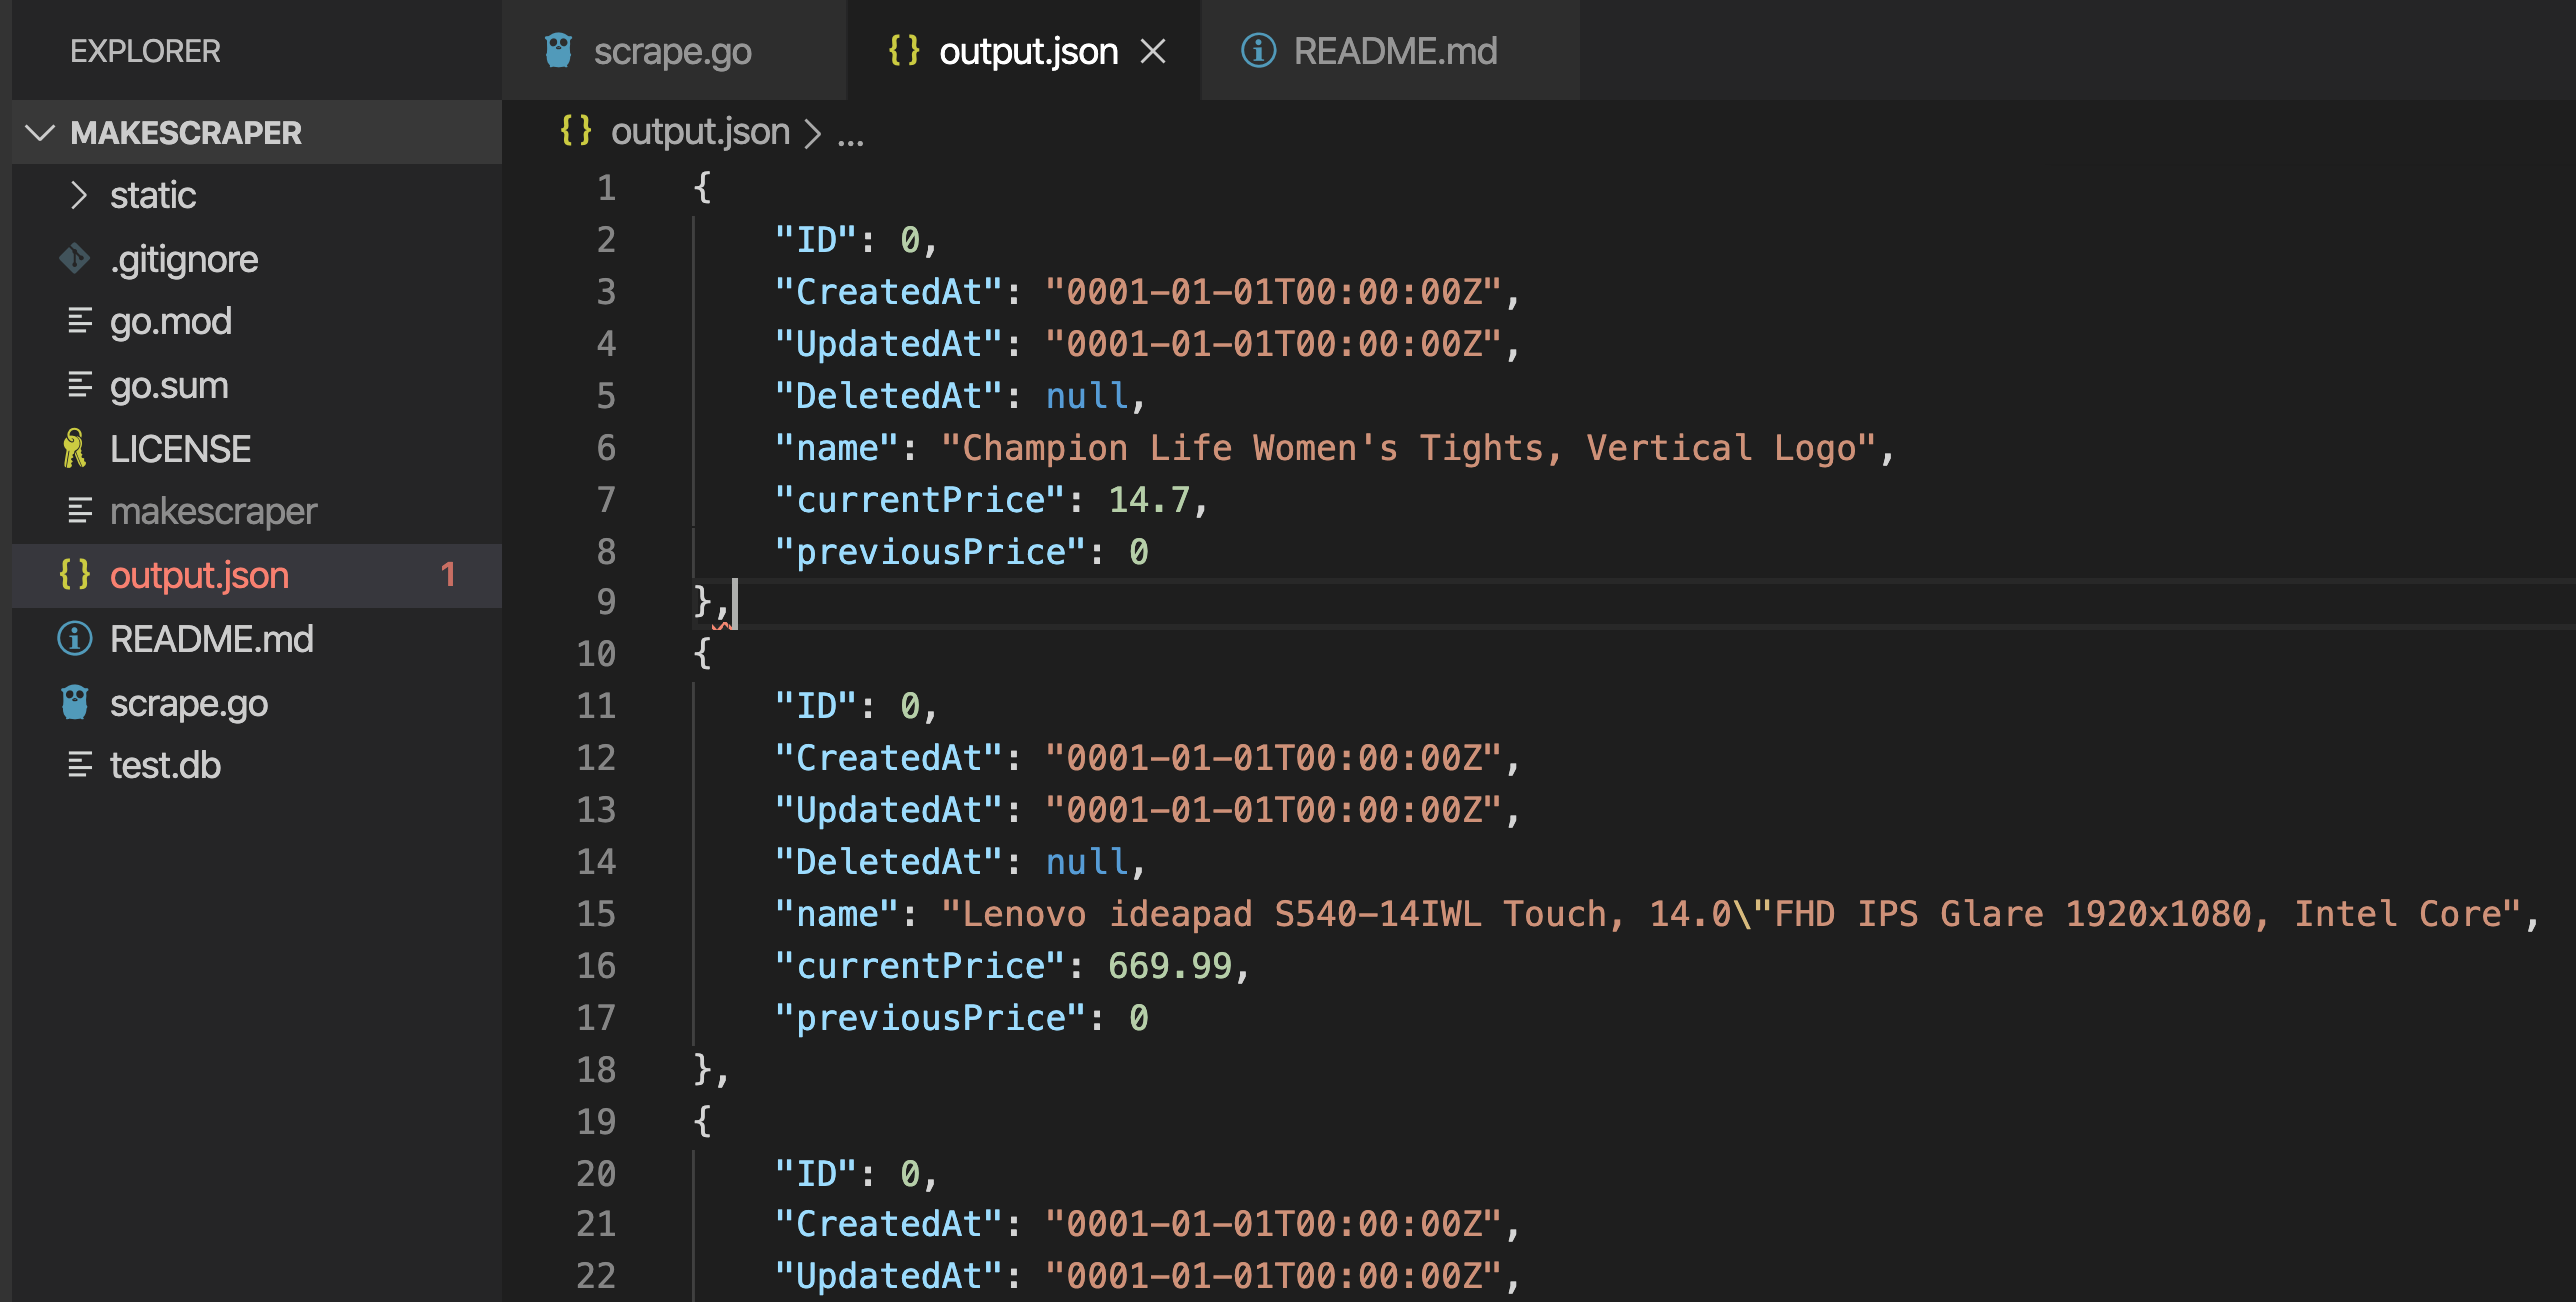 EXPLORER
MAKESCRAPER
static
.gitignore
go.mod
go.sum
LICENSE
makescraper
output.json 1
README.md
scrape.go
test.db
scrape.go output.json README.md
{} output.json > ...
1 {
2 "ID": 0,
3 "CreatedAt": "0001-01-01T00:00:00Z",
4 "UpdatedAt": "0001-01-01T00:00:00Z",
5 "DeletedAt": null,
6 "name": "Champion Life Women's Tights, Vertical Logo",
7 "currentPrice": 14.7,
8 "previousPrice": 0
9 },
10 {
11 "ID": 0,
12 "CreatedAt": "0001-01-01T00:00:00Z",
13 "UpdatedAt": "0001-01-01T00:00:00Z",
14 "DeletedAt": null,
15 "name": "Lenovo ideapad S540-14IWL Touch, 14.0\"FHD IPS Glare 1920x1080, Intel Core",
16 "currentPrice": 669.99,
17 "previousPrice": 0
18 },
19 {
20 "ID": 0,
21 "CreatedAt": "0001-01-01T00:00:00Z",
22 "UpdatedAt": "0001-01-01T00:00:00Z",